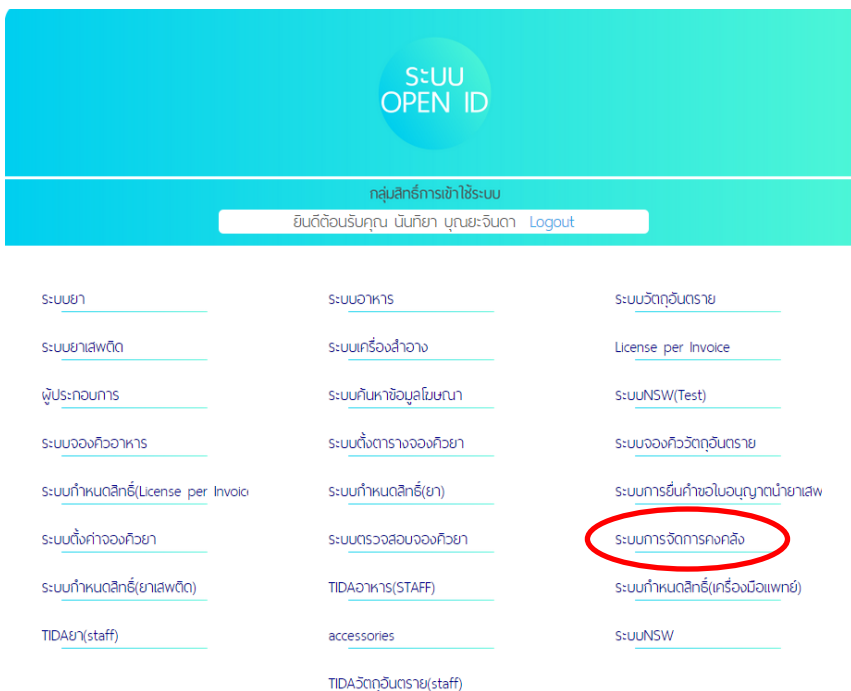 ระบบ
OPEN ID
กลุ่มสิทธิ์การเข้าใช้ระบบ
ยินดีต้อนรับคุณ นันทิยา บุณยะจินดา Logout
ระบบยา ระบบอาหาร ระบบวัตถุอันตราย
ระบบยาเสพติด ระบบเครื่องสำอาง License per Invoice
ผู้ประกอบการ ระบบค้นหาข้อมูลโฆษณา ระบบNSW(Test)
ระบบจองคิวอาหาร ระบบตั้งตารางจองคิวยา ระบบจองคิววัตถุอันตราย
ระบบกำหนดสิทธิ์(License per Invoic ระบบกำหนดสิทธิ์(ยา) ระบบการยื่นคำขอใบอนุญาตนำยาเสพ
ระบบตั้งค่าจองคิวยา ระบบตรวจสอบจองคิวยา ระบบการจัดการคงคลัง
ระบบกำหนดสิทธิ์(ยาเสพติด) TIDAอาหาร(STAFF) ระบบกำหนดสิทธิ์(เครื่องมือแพทย์)
TIDAยา(staff) accessories ระบบNSW
TIDAวัตถุอันตราย(staff)